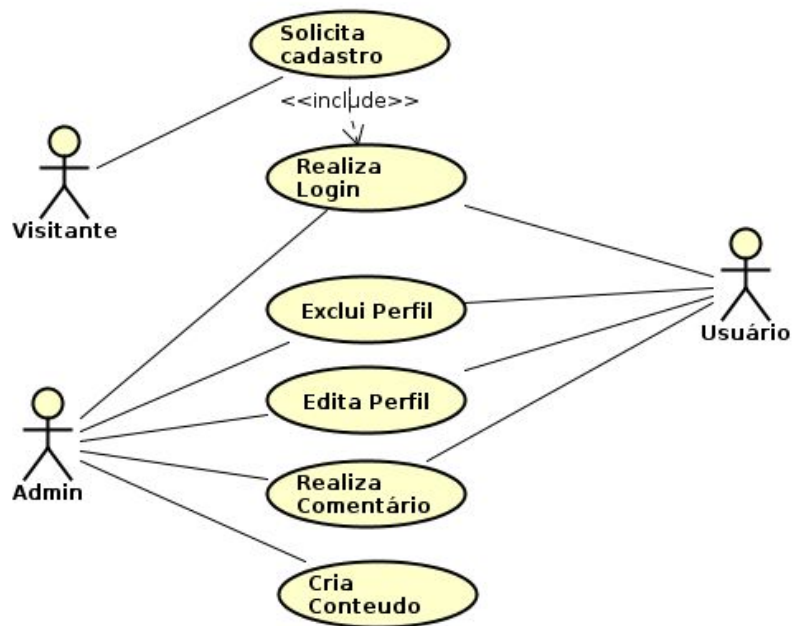 Solicita
cadastro
<<include>>
Realiza
Login
Visitante
Exclui Perfil
Usuário
Edita Perfil
Admin
Realiza
Comentário
Cria
Conteudo